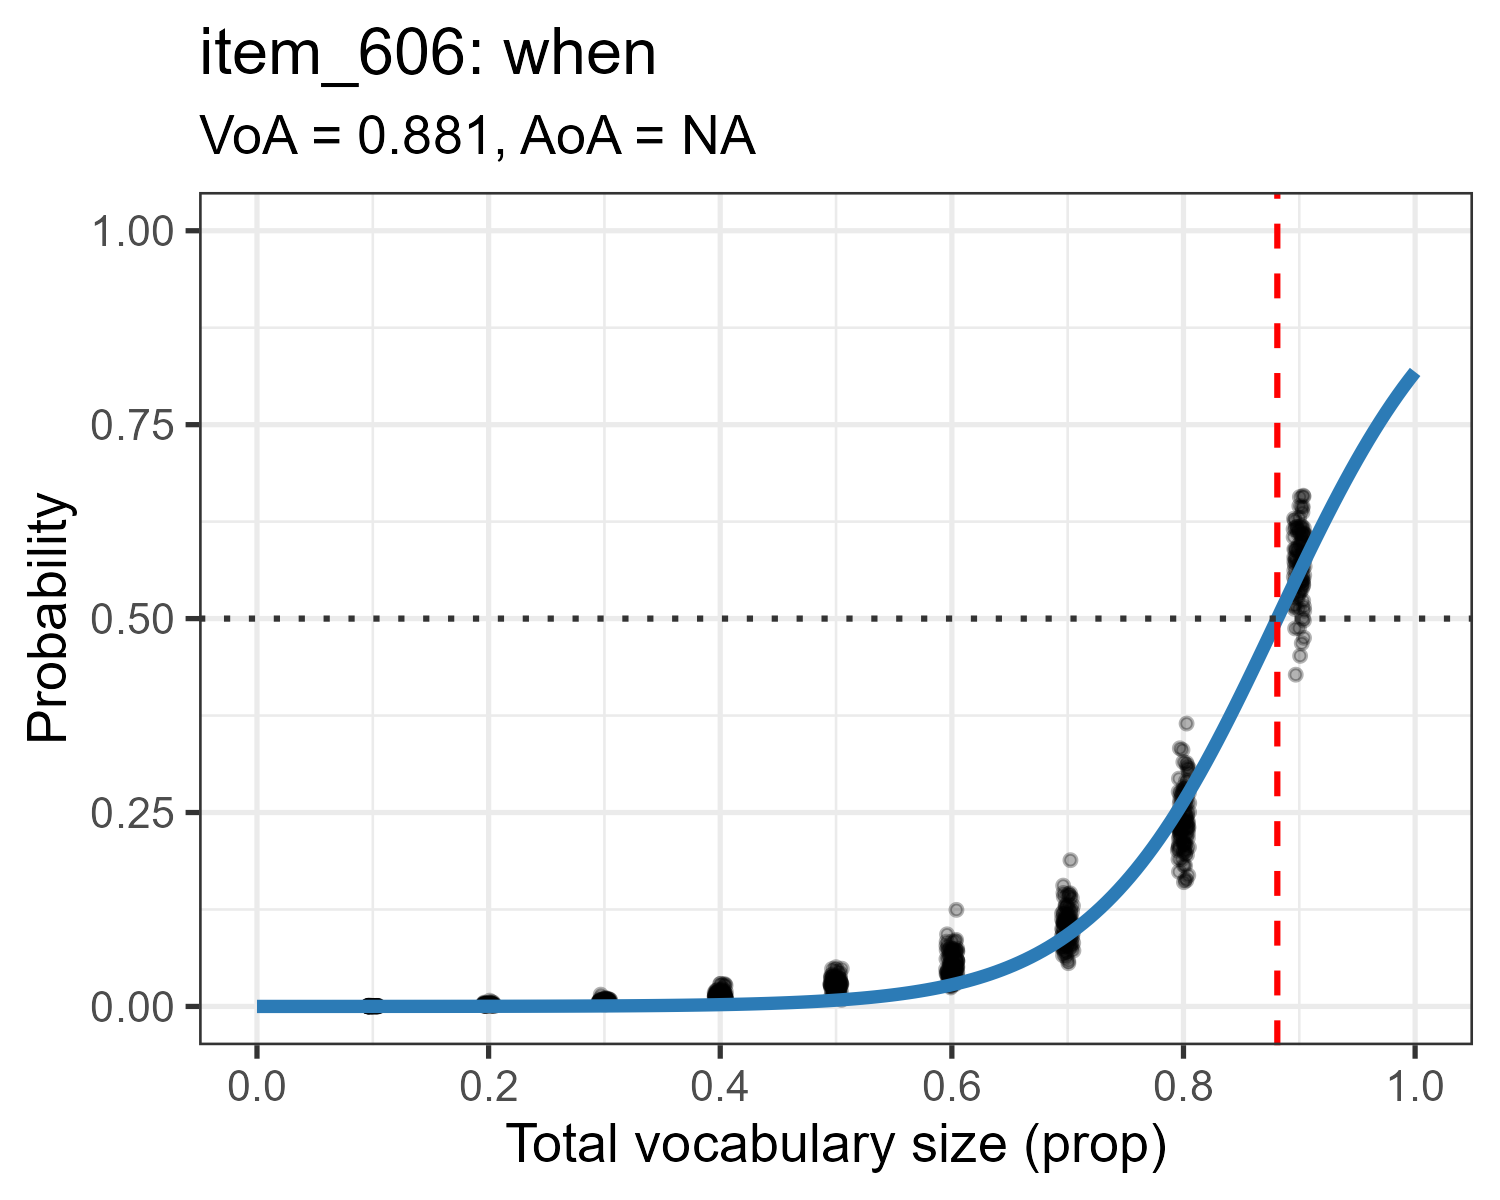 item_606: when
VoA = 0.881, AoA = NA
1.00
0.75
0.50
0.25
0.00
Probability
0.0 0.2 0.4 0.6 0.8 1.0
Total vocabulary size (prop)